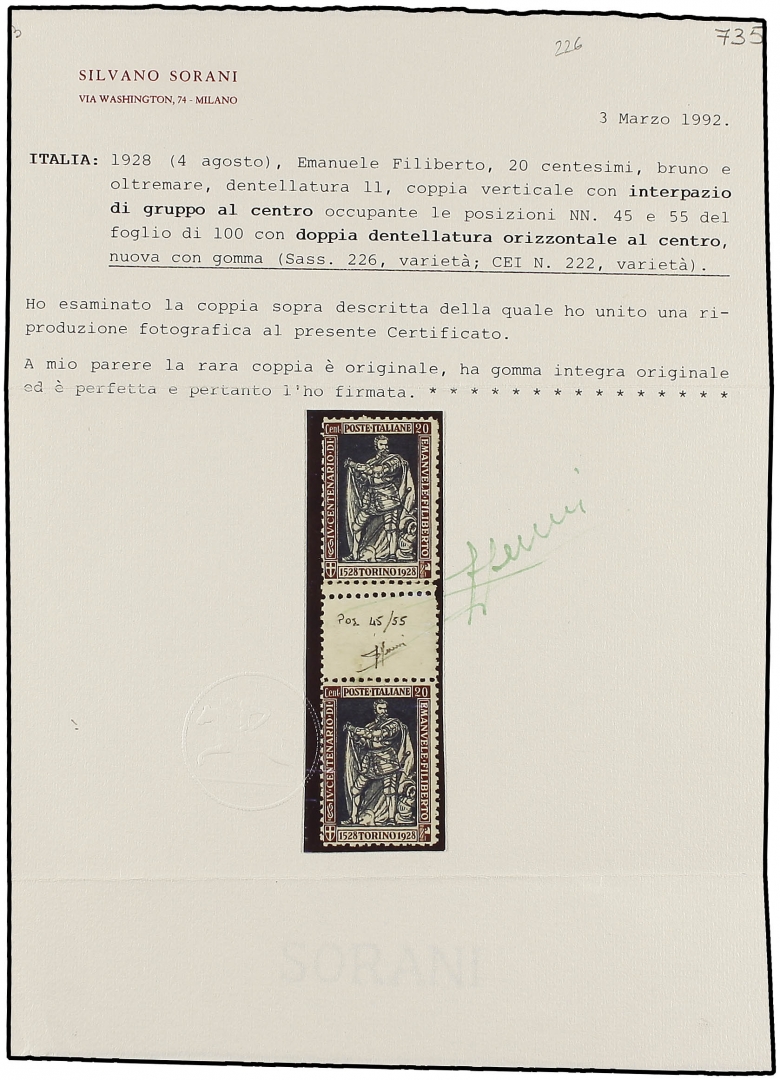 226
735
SILVANO SORANI
VIA WASHINGTON, 74 - MILANO
3 Marzo 1992.
ITALIA: 1928 (4 agosto), Emanuele Filiberto, 20 centesimi, bruno e
oltremare, dentellatura 11, coppia verticale con interpazio
di gruppo al centro occupante le posizioni NN. 45 e 55 del
foglio di 100 con doppia dentellatura orizzontale al centro,
nuova con gomma (Sass. 226, varietà; CEI N. 222, varietà).
Ho esaminato la coppia sopra descritta della quale ho unito una ri-
produzione fotografica al presente Certificato.
A mio parere la rara coppia è originale, ha gomma integra originale
ed è perfetta e pertanto l'ho firmata. * * * * * * * * * * * * * * *
Cent. POSTE·ITALIANE 20
IV·CENTENARIO·DI
EMANVELE·FILIBERTO
1528 TORINO 1928
Pos. 45/55
Cent. POSTE·ITALIANE 20
IV·CENTENARIO·DI
EMANVELE·FILIBERTO
1528 TORINO 1928
SORANI